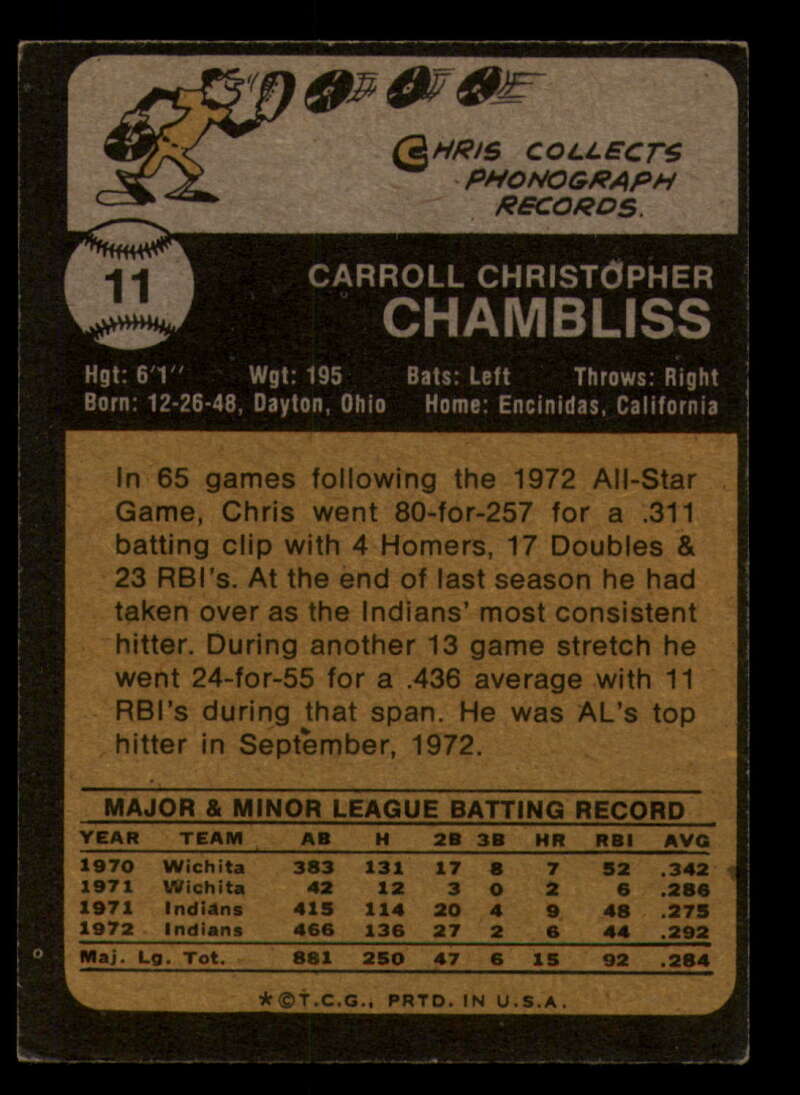 CHRIS COLLECTS
PHONOGRAPH
RECORDS.
11
CARROLL CHRISTOPHER
CHAMBLISS
Hgt: 6'1" Wgt: 195 Bats: Left Throws: Right
Born: 12-26-48, Dayton, Ohio Home: Encinidas, California
In 65 games following the 1972 All-Star
Game, Chris went 80-for-257 for a .311
batting clip with 4 Homers, 17 Doubles &
23 RBI's. At the end of last season he had
taken over as the Indians' most consistent
hitter. During another 13 game stretch he
went 24-for-55 for a .436 average with 11
RBI's during that span. He was AL's top
hitter in September, 1972.
MAJOR & MINOR LEAGUE BATTING RECORD
YEAR TEAM AB H 2B 3B HR RBI AVG
1970 Wichita 383 131 17 8 7 52 .342
1971 Wichita 42 12 3 0 2 6 .286
1971 Indians 415 114 20 4 9 48 .275
1972 Indians 466 136 27 2 6 44 .292
Maj. Lg. Tot. 881 250 47 6 15 92 .284
*©T.C.G., PRTD. IN U.S.A.